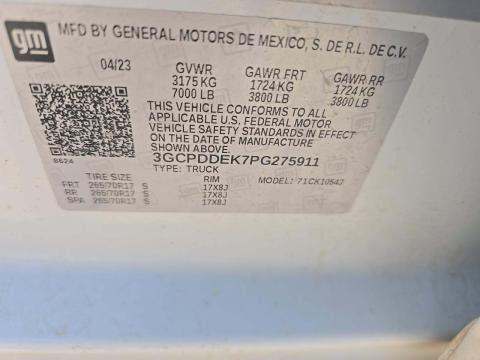 gm
MFD BY GENERAL MOTORS DE MEXICO, S. DE R.L. DE C.V.
04/23 GVWR GAWR FRT GAWR RR
3175 KG 1724 KG 1724 KG
7000 LB 3800 LB 3800 LB
THIS VEHICLE CONFORMS TO ALL
APPLICABLE U.S. FEDERAL MOTOR
VEHICLE SAFETY STANDARDS IN EFFECT
ON THE DATE OF MANUFACTURE SHOWN ABOVE.
3GCPDDEK7PG275911
8624 TYPE: TRUCK MODEL: 71CK10543
TIRE SIZE RIM
FRT 265/70R17 S 17X8J
RR 265/70R17 S 17X8J
SPA 265/70R17 S 17X8J